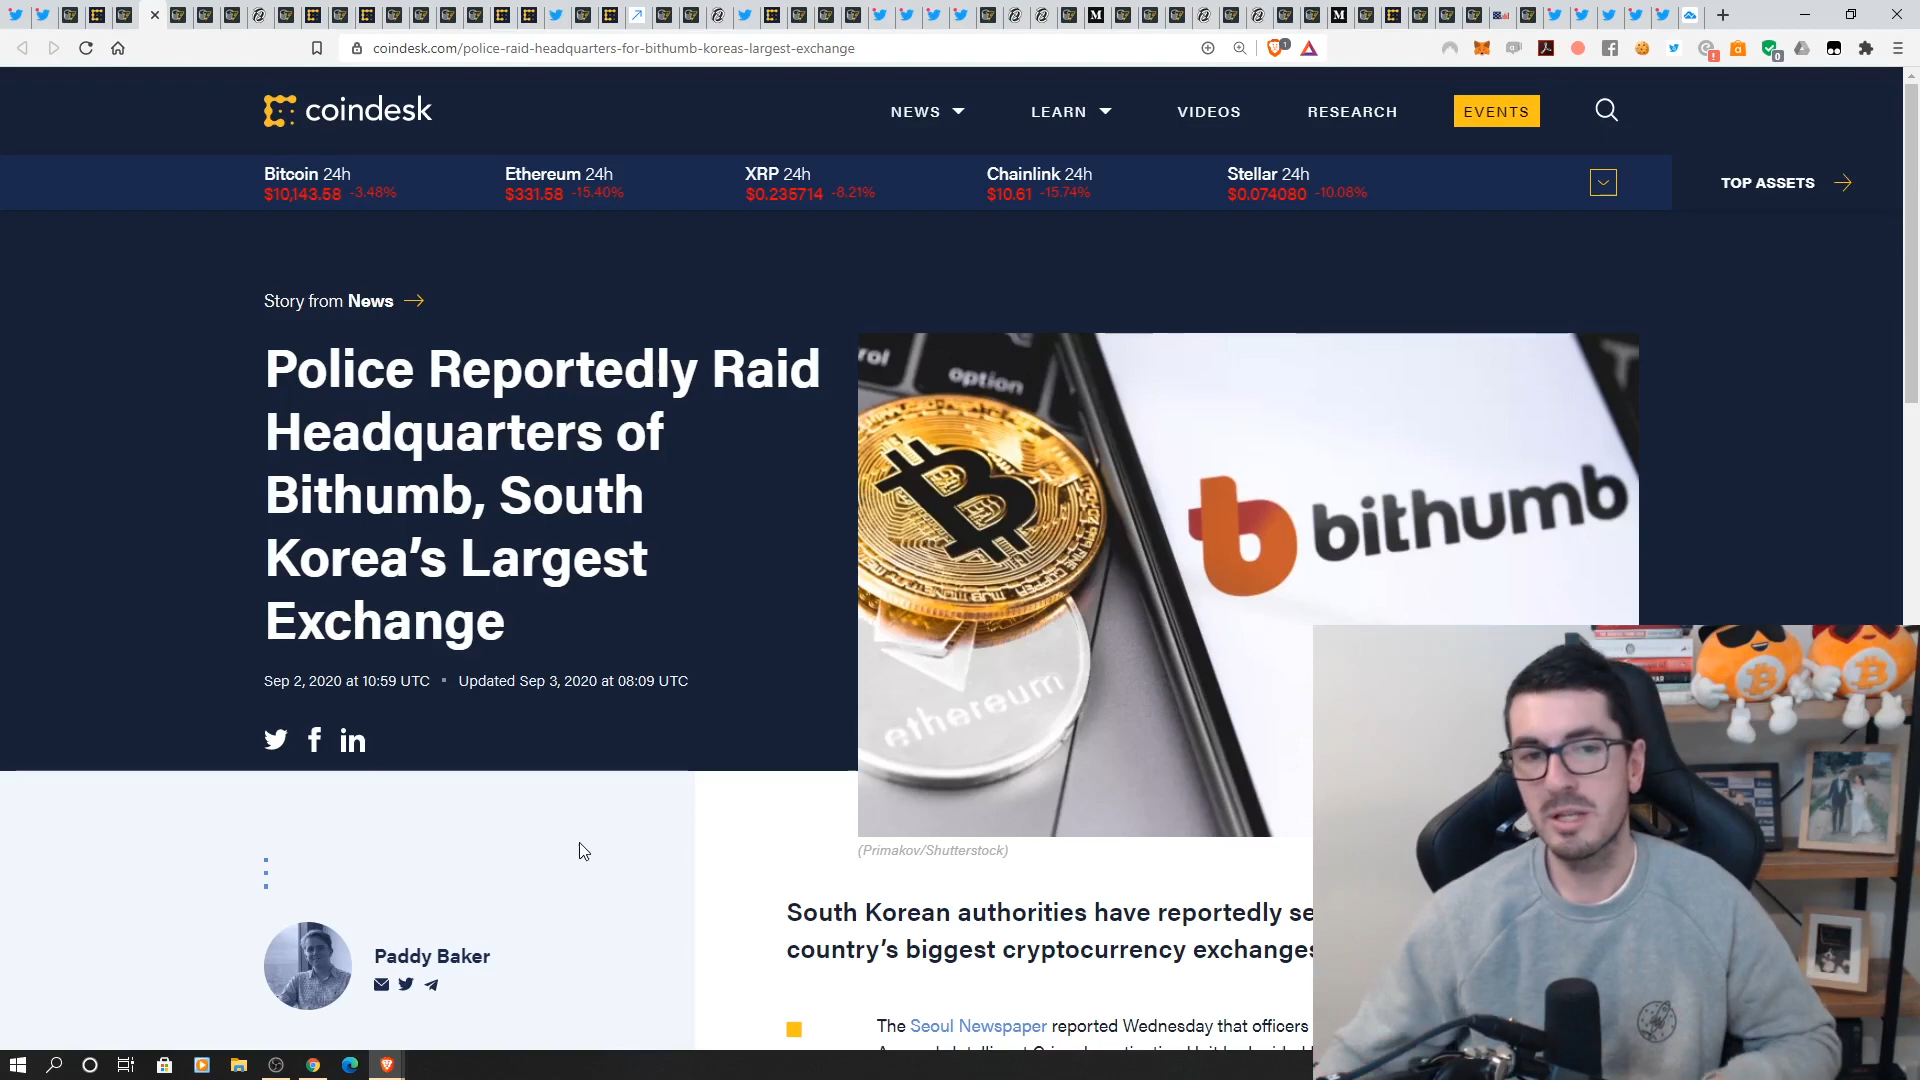 coindesk.com/police-raid-headquarters-for-bithumb-koreas-largest-exchange
coindesk
NEWS
LEARN
VIDEOS
RESEARCH
EVENTS
Bitcoin 24h
$10,143.58 -3.48%
Ethereum 24h
$331.58 -15.40%
XRP 24h
$0.235714 -8.21%
Chainlink 24h
$10.61 -15.74%
Stellar 24h
$0.074080 -10.08%
TOP ASSETS
Story from News
Police Reportedly Raid
Headquarters of
Bithumb, South
Korea's Largest
Exchange
Sep 2, 2020 at 10:59 UTC ▪ Updated Sep 3, 2020 at 08:09 UTC
option
bithumb
ethereum
(Primakov/Shutterstock)
South Korean authorities have reportedly se
country's biggest cryptocurrency exchanges
Paddy Baker
The Seoul Newspaper reported Wednesday that officers